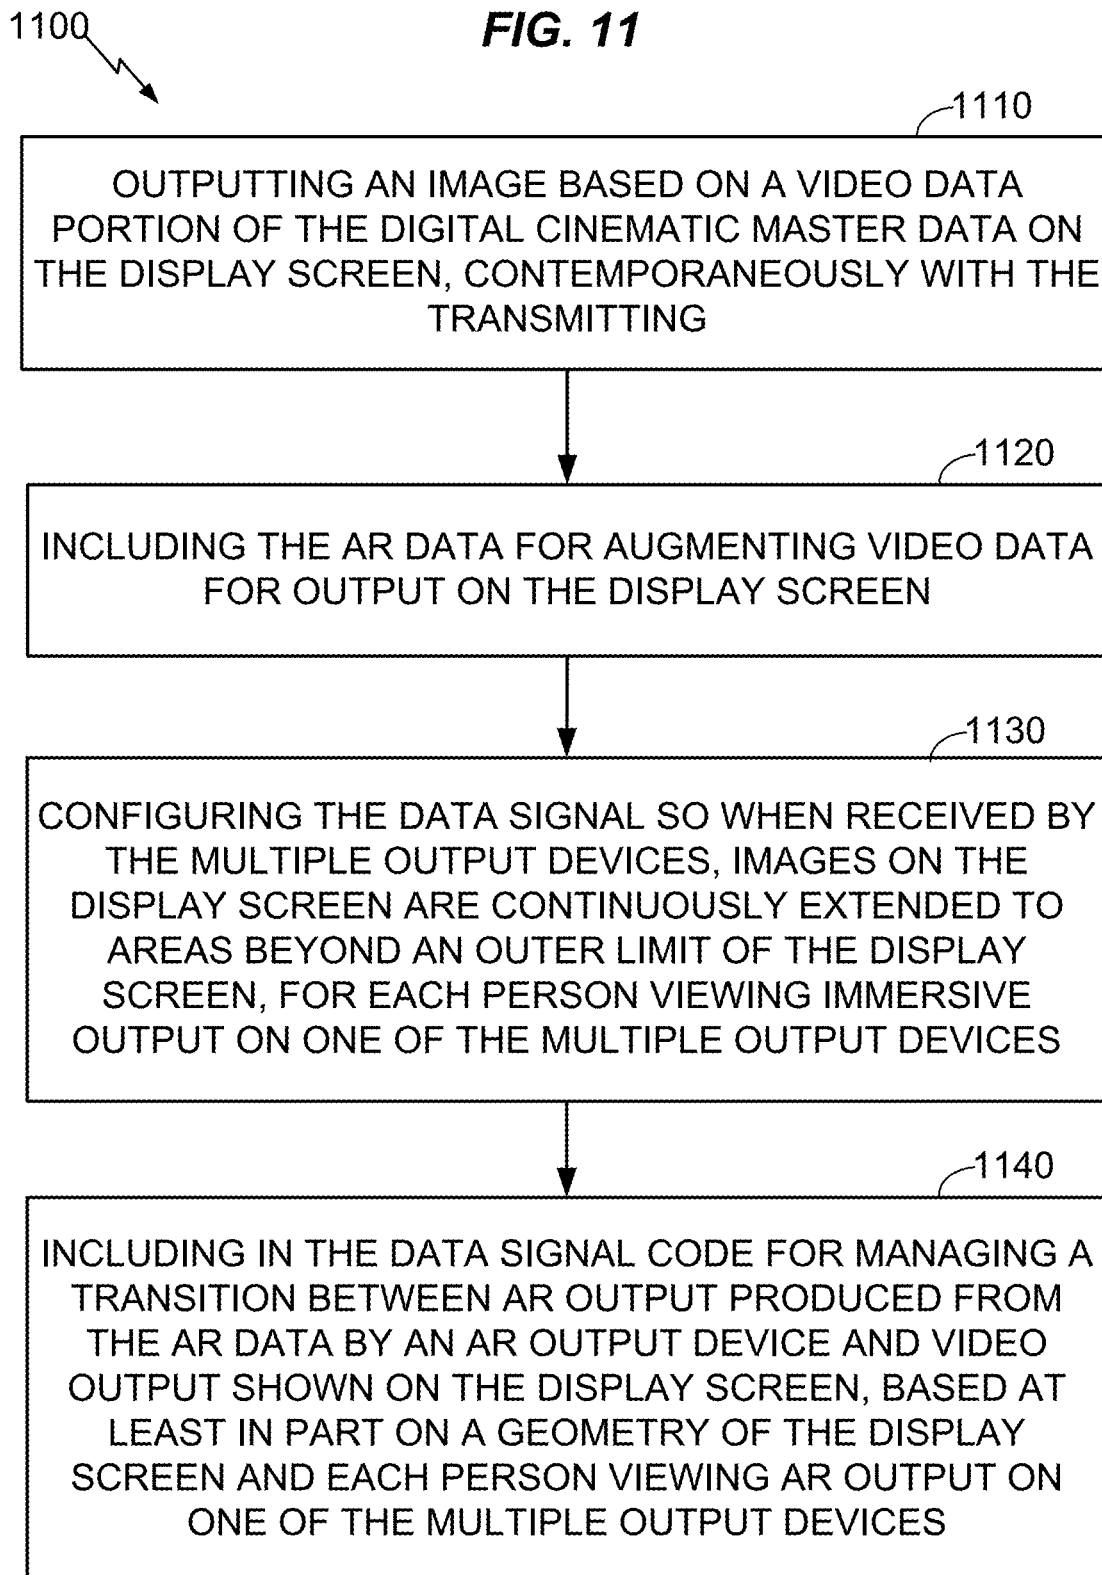 1100
FIG. 11
1110
OUTPUTTING AN IMAGE BASED ON A VIDEO DATA
PORTION OF THE DIGITAL CINEMATIC MASTER DATA ON
THE DISPLAY SCREEN, CONTEMPORANEOUSLY WITH THE
TRANSMITTING
1120
INCLUDING THE AR DATA FOR AUGMENTING VIDEO DATA
FOR OUTPUT ON THE DISPLAY SCREEN
1130
CONFIGURING THE DATA SIGNAL SO WHEN RECEIVED BY
THE MULTIPLE OUTPUT DEVICES, IMAGES ON THE
DISPLAY SCREEN ARE CONTINUOUSLY EXTENDED TO
AREAS BEYOND AN OUTER LIMIT OF THE DISPLAY
SCREEN, FOR EACH PERSON VIEWING IMMERSIVE
OUTPUT ON ONE OF THE MULTIPLE OUTPUT DEVICES
1140
INCLUDING IN THE DATA SIGNAL CODE FOR MANAGING A
TRANSITION BETWEEN AR OUTPUT PRODUCED FROM
THE AR DATA BY AN AR OUTPUT DEVICE AND VIDEO
OUTPUT SHOWN ON THE DISPLAY SCREEN, BASED AT
LEAST IN PART ON A GEOMETRY OF THE DISPLAY
SCREEN AND EACH PERSON VIEWING AR OUTPUT ON
ONE OF THE MULTIPLE OUTPUT DEVICES